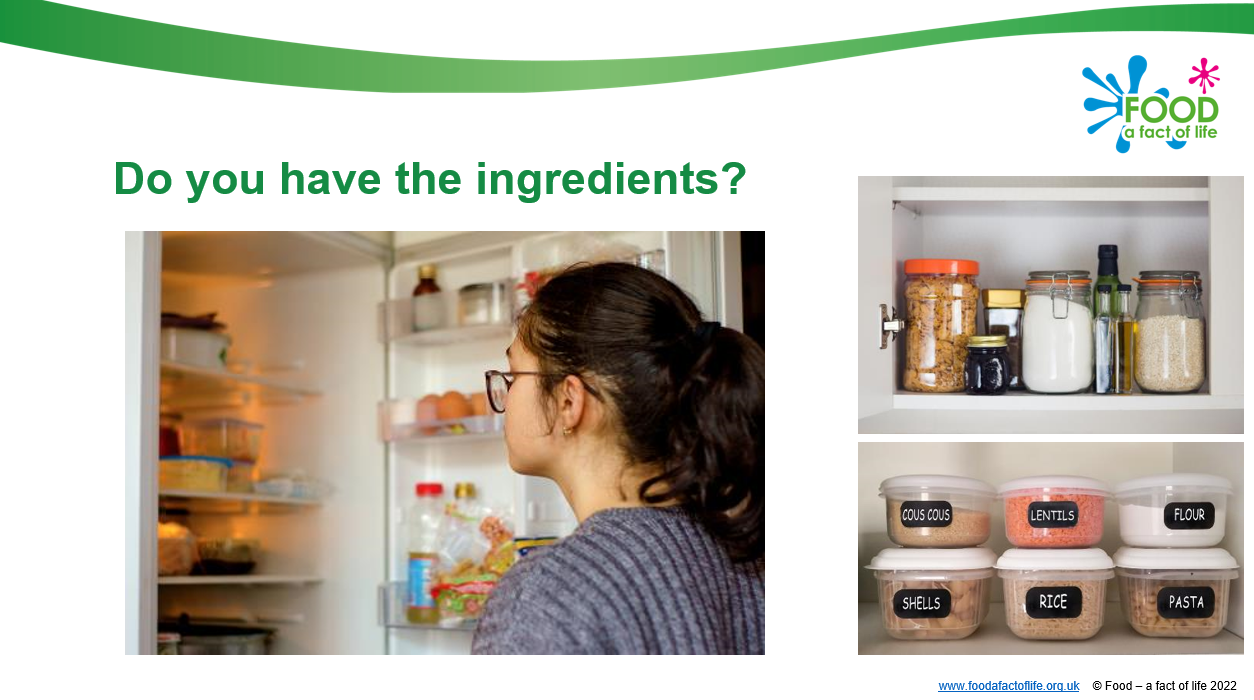 FOOD
a fact of life
Do you have the ingredients?
COUS COUS
LENTILS
FLOUR
SHELLS
RICE
PASTA
www.foodafactoflife.org.uk © Food – a fact of life 2022